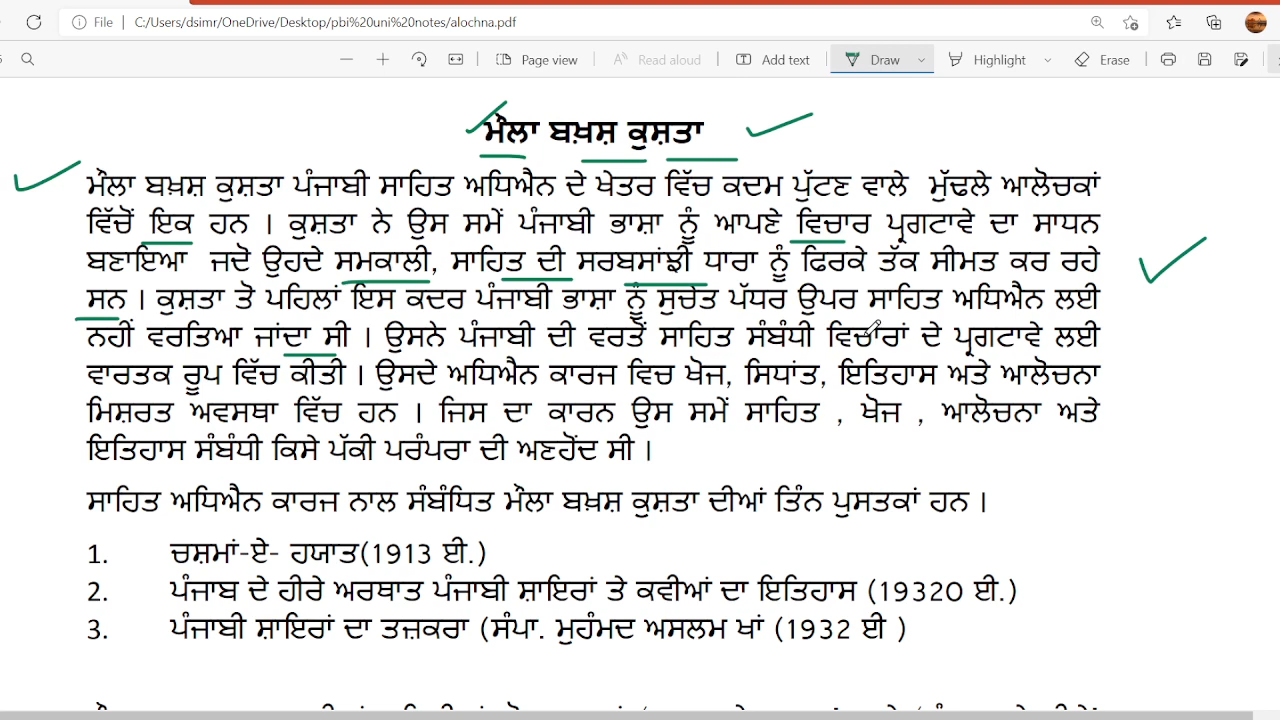 File C:/Users/dsimr/OneDrive/Desktop/pbi%20uni%20notes/alochna.pdf
Page view Read aloud Add text Draw Highlight Erase
ਮੌਲਾ ਬਖ਼ਸ਼ ਕੁਸ਼ਤਾ
ਮੌਲਾ ਬਖ਼ਸ਼ ਕੁਸ਼ਤਾ ਪੰਜਾਬੀ ਸਾਹਿਤ ਅਧਿਐਨ ਦੇ ਖੇਤਰ ਵਿੱਚ ਕਦਮ ਪੁੱਟਣ ਵਾਲੇ ਮੁੱਢਲੇ ਆਲੋਚਕਾਂ
ਵਿੱਚੋਂ ਇਕ ਹਨ । ਕੁਸ਼ਤਾ ਨੇ ਉਸ ਸਮੇਂ ਪੰਜਾਬੀ ਭਾਸ਼ਾ ਨੂੰ ਆਪਣੇ ਵਿਚਾਰ ਪ੍ਰਗਟਾਵੇ ਦਾ ਸਾਧਨ
ਬਣਾਇਆ ਜਦੋ ਉਹਦੇ ਸਮਕਾਲੀ, ਸਾਹਿਤ ਦੀ ਸਰਬਸਾਂਝੀ ਧਾਰਾ ਨੂੰ ਫਿਰਕੇ ਤੱਕ ਸੀਮਤ ਕਰ ਰਹੇ
ਸਨ । ਕੁਸ਼ਤਾ ਤੋ ਪਹਿਲਾਂ ਇਸ ਕਦਰ ਪੰਜਾਬੀ ਭਾਸ਼ਾ ਨੂੰ ਸੁਚੇਤ ਪੱਧਰ ਉਪਰ ਸਾਹਿਤ ਅਧਿਐਨ ਲਈ
ਨਹੀਂ ਵਰਤਿਆ ਜਾਂਦਾ ਸੀ । ਉਸਨੇ ਪੰਜਾਬੀ ਦੀ ਵਰਤੋਂ ਸਾਹਿਤ ਸੰਬੰਧੀ ਵਿਚਾਰਾਂ ਦੇ ਪ੍ਰਗਟਾਵੇ ਲਈ
ਵਾਰਤਕ ਰੂਪ ਵਿੱਚ ਕੀਤੀ । ਉਸਦੇ ਅਧਿਐਨ ਕਾਰਜ ਵਿਚ ਖੋਜ, ਸਿਧਾਂਤ, ਇਤਿਹਾਸ ਅਤੇ ਆਲੋਚਨਾ
ਮਿਸ਼ਰਤ ਅਵਸਥਾ ਵਿੱਚ ਹਨ । ਜਿਸ ਦਾ ਕਾਰਨ ਉਸ ਸਮੇਂ ਸਾਹਿਤ , ਖੋਜ , ਆਲੋਚਨਾ ਅਤੇ
ਇਤਿਹਾਸ ਸੰਬੰਧੀ ਕਿਸੇ ਪੱਕੀ ਪਰੰਪਰਾ ਦੀ ਅਣਹੋਂਦ ਸੀ ।
ਸਾਹਿਤ ਅਧਿਐਨ ਕਾਰਜ ਨਾਲ ਸੰਬੰਧਿਤ ਮੌਲਾ ਬਖ਼ਸ਼ ਕੁਸ਼ਤਾ ਦੀਆਂ ਤਿੰਨ ਪੁਸਤਕਾਂ ਹਨ ।
1. ਚਸ਼ਮਾਂ-ਏ- ਹਯਾਤ(1913 ਈ.)
2. ਪੰਜਾਬ ਦੇ ਹੀਰੇ ਅਰਥਾਤ ਪੰਜਾਬੀ ਸ਼ਾਇਰਾਂ ਤੇ ਕਵੀਆਂ ਦਾ ਇਤਿਹਾਸ (1932O ਈ.)
3. ਪੰਜਾਬੀ ਸ਼ਾਇਰਾਂ ਦਾ ਤਜ਼ਕਰਾ (ਸੰਪਾ. ਮੁਹੰਮਦ ਅਸਲਮ ਖਾਂ (1932 ਈ )